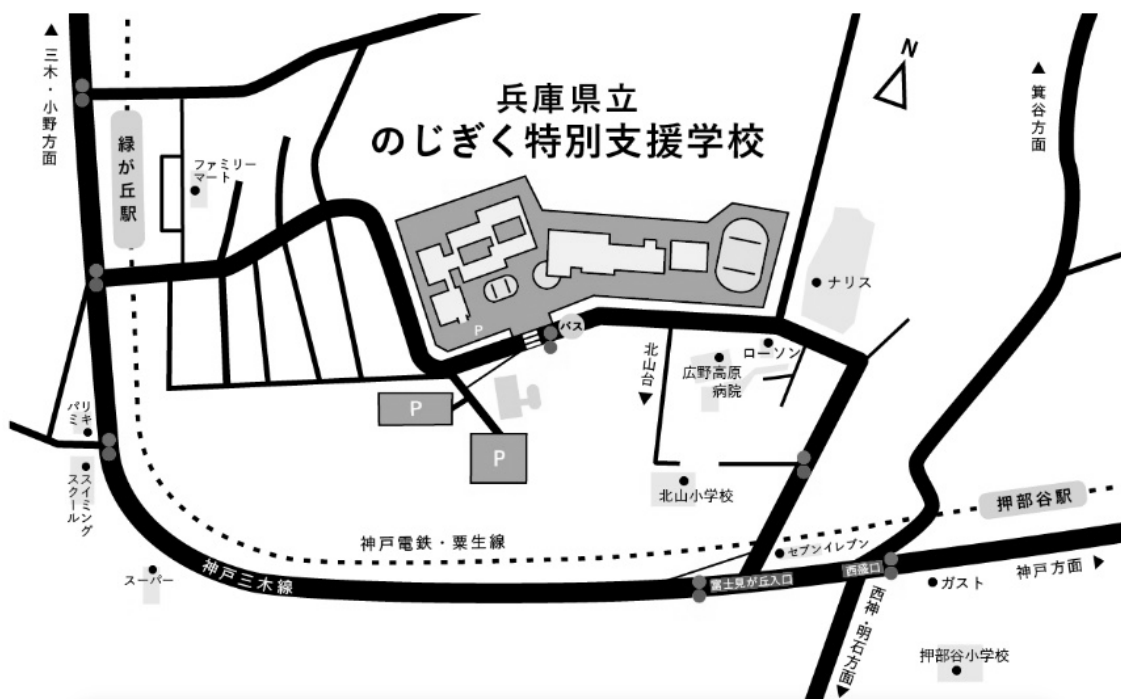 兵庫県立
のじぎく特別支援学校
N
▲三木・小野方面
▲箕谷方面
緑が丘駅
ファミリー
マート
ナリス
P
バス
北山台▼
ローソン
広野高原
病院
P
P
パリ
ミキ
スイミング
スクール
北山小学校
押部谷駅
神戸電鉄・粟生線
セブンイレブン
スーパー
神戸三木線
富士見が丘入口
西盛口
神戸方面▶
ガスト
西神・明石方面▼
押部谷小学校